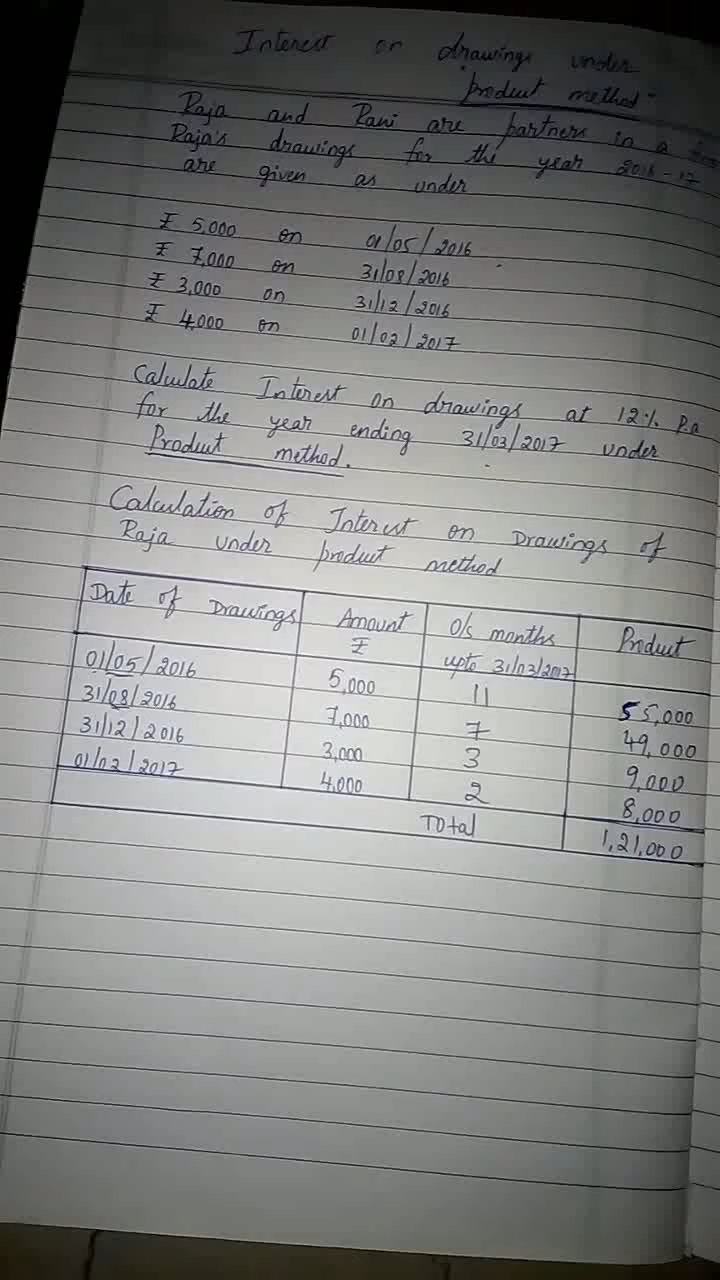 Interest on drawings under
product method -
Raja and Rani are partners in a
Raja's drawings for the year 2016-17
are given as under
₹ 5,000 on 01/05/2016
₹ 7,000 on 31/08/2016
₹ 3,000 on 31/12/2016
₹ 4,000 on 01/02/2017
Calculate Interest on drawings at 12% P.a
for the year ending 31/03/2017 under
Product method.
Calculation of Interest on Drawings of
Raja under product method
Date of Drawings Amount ₹ O/s months upto 31/03/2017 Product
01/05/2016 5,000 11 55,000
31/08/2016 7,000 7 49,000
31/12/2016 3,000 3 9,000
01/02/2017 4,000 2 8,000
Total 1,21,000